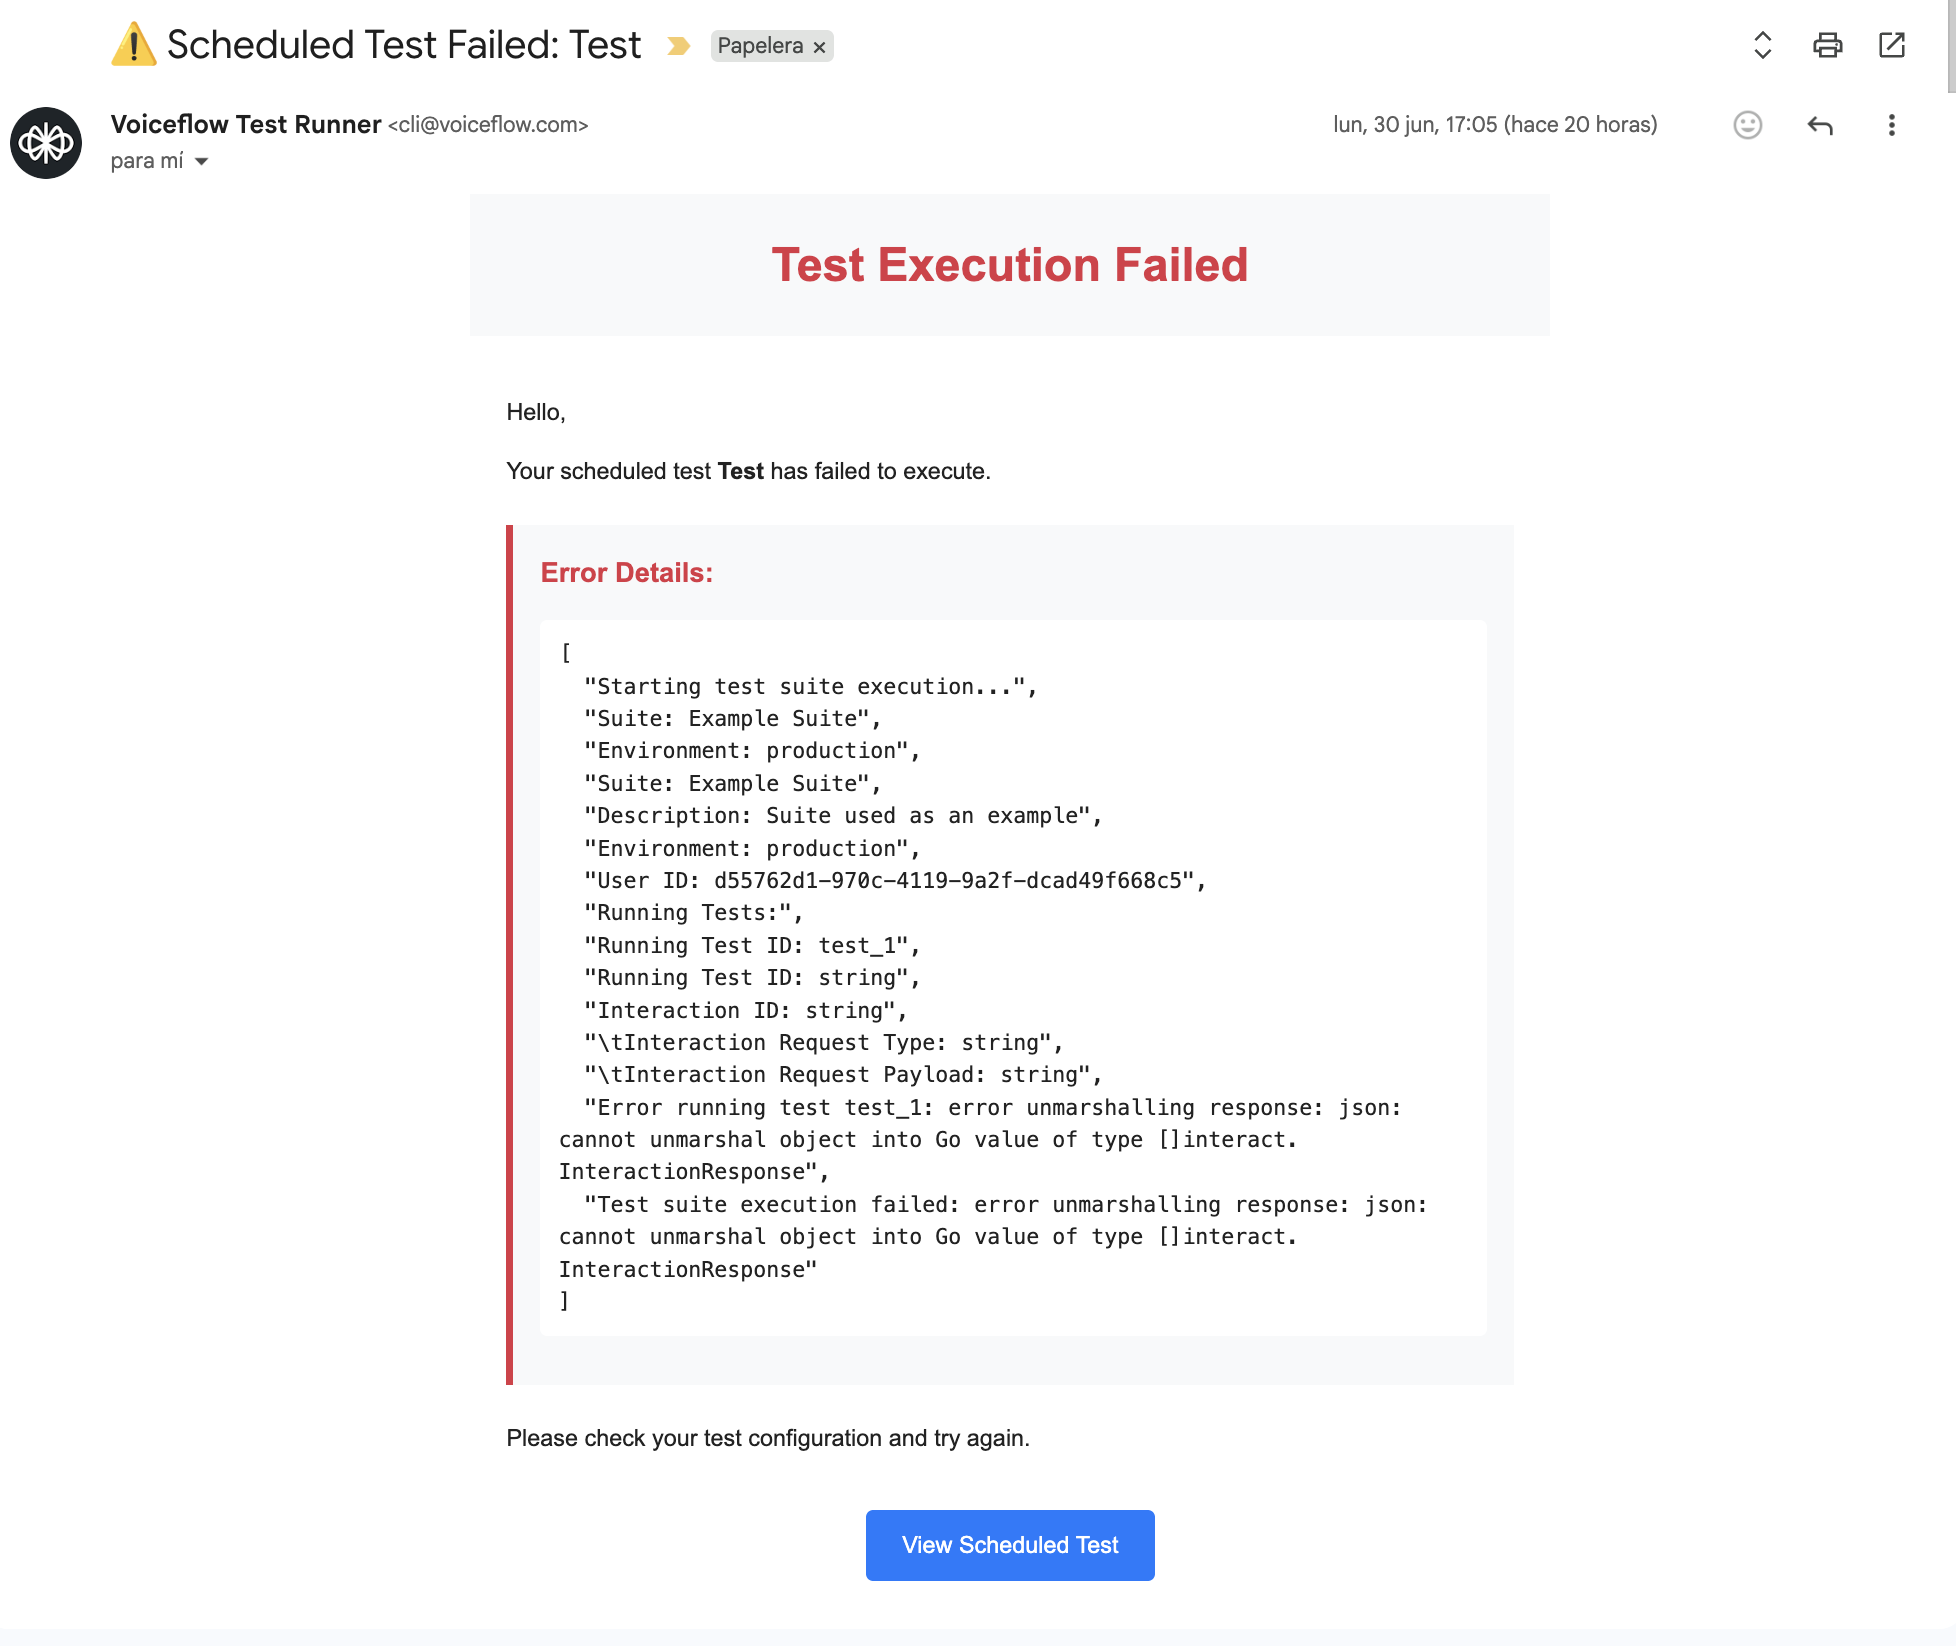 ⚠️ Scheduled Test Failed: Test
Papelera ×
Voiceflow Test Runner <cli@voiceflow.com>
lun, 30 jun, 17:05 (hace 20 horas)
para mí
Test Execution Failed
Hello,
Your scheduled test Test has failed to execute.
Error Details:
[
  "Starting test suite execution...",
  "Suite: Example Suite",
  "Environment: production",
  "Suite: Example Suite",
  "Description: Suite used as an example",
  "Environment: production",
  "User ID: d55762d1-970c-4119-9a2f-dcad49f668c5",
  "Running Tests:",
  "Running Test ID: test_1",
  "Running Test ID: string",
  "Interaction ID: string",
  "\tInteraction Request Type: string",
  "\tInteraction Request Payload: string",
  "Error running test test_1: error unmarshalling response: json:
cannot unmarshal object into Go value of type []interact.
InteractionResponse",
  "Test suite execution failed: error unmarshalling response: json:
cannot unmarshal object into Go value of type []interact.
InteractionResponse"
]
Please check your test configuration and try again.
View Scheduled Test